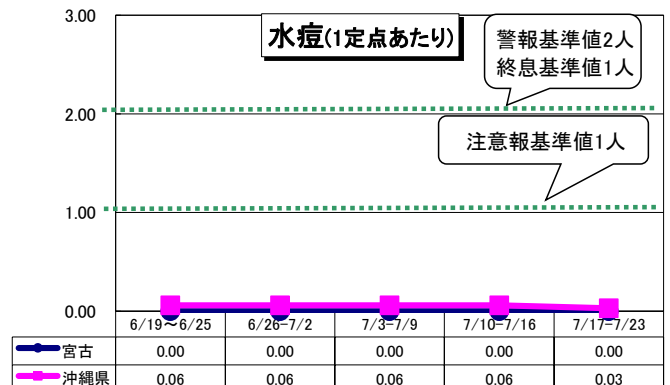 水痘(1定点あたり)
警報基準値2人
終息基準値1人
注意報基準値1人
3.00
2.00
1.00
0.00
6/19～6/25 6/26-7/2 7/3-7/9 7/10-7/16 7/17-7/23
宮古 0.00 0.00 0.00 0.00 0.00
沖縄県 0.06 0.06 0.06 0.06 0.03